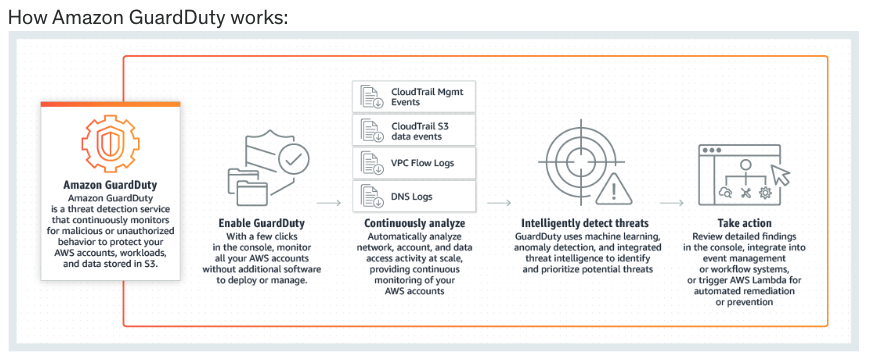 How Amazon GuardDuty works:
Amazon GuardDuty
Amazon GuardDuty
is a threat detection service
that continuously monitors
for malicious or unauthorized
behavior to protect your
AWS accounts, workloads,
and data stored in S3.
Enable GuardDuty
With a few clicks
in the console, monitor
all your AWS accounts
without additional software
to deploy or manage.
CloudTrail Mgmt
Events
CloudTrail S3
data events
VPC Flow Logs
DNS Logs
Continuously analyze
Automatically analyze
network, account, and data
access activity at scale,
providing continuous
monitoring of your
AWS accounts
Intelligently detect threats
GuardDuty uses machine learning,
anomaly detection, and integrated
threat intelligence to identify
and prioritize potential threats
Take action
Review detailed findings
in the console, integrate into
event management
or workflow systems,
or trigger AWS Lambda for
automated remediation
or prevention